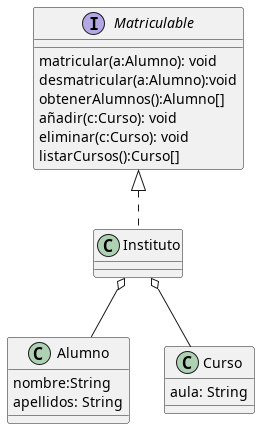 I Matriculable
matricular(a:Alumno): void
desmatricular(a:Alumno):void
obtenerAlumnos():Alumno[]
añadir(c:Curso): void
eliminar(c:Curso): void
listarCursos():Curso[]
C Instituto
C Alumno
nombre:String
apellidos: String
C Curso
aula: String